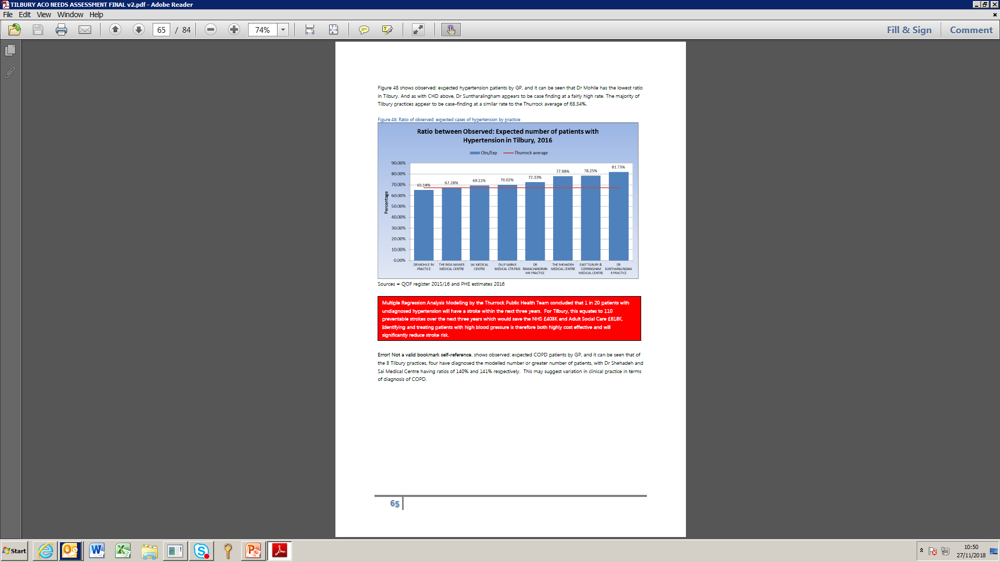 TILBURY ACO NEEDS ASSESSMENT FINAL v2.pdf - Adobe Reader
File Edit View Window Help
65 / 84 74% Fill & Sign Comment
Figure 48 shows observed: expected hypertension patients by GP, and it can be seen that Dr Mohile has the lowest ratio
in Tilbury. And as with CHD above, Dr Suntharalingham appears to be case finding at a fairly high rate. The majority of
Tilbury practices appear to be case-finding at a similar rate to the Thurrock average of 68.34%.
Figure 48: Ratio of observed: expected cases of hypertension by practice
Ratio between Observed: Expected number of patients with
Hypertension in Tilbury, 2016
Obs/Exp Thurrock average
90.00%
80.00%
70.00%
60.00%
50.00%
40.00%
30.00%
20.00%
10.00%
0.00%
Percentage
65.14% 67.28% 69.22% 70.02% 72.33% 77.98% 78.25% 81.73%
DR MOHILE RV PRACTICE
THE RIGG-MILNER MEDICAL CENTRE
SAI MEDICAL CENTRE
DILIP SABNIS MEDICAL CTR PMS
DR RAMACHANDRAN MK PRACTICE
THE SHEHADEH MEDICAL CENTRE
EAST TILBURY & CORRINGHAM MEDICAL CENTRE
DR SUNTHARALINGAM R PRACTICE
Sources = QOF register 2015/16 and PHE estimates 2016
Multiple Regression Analysis Modelling by the Thurrock Public Health Team concluded that 1 in 20 patients with
undiagnosed hypertension will have a stroke within the next three years. For Tilbury, this equates to 110
preventable strokes over the next three years which would save the NHS £403K and Adult Social Care £618K.
Identifying and treating patients with high blood pressure is therefore both highly cost effective and will
significantly reduce stroke risk.
Error! Not a valid bookmark self-reference. shows observed: expected COPD patients by GP, and it can be seen that of
the 8 Tilbury practices, four have diagnosed the modelled number or greater number of patients, with Dr Shehadeh and
Sai Medical Centre having ratios of 140% and 141% respectively. This may suggest variation in clinical practice in terms
of diagnosis of COPD.
65
Start
10:50
27/11/2018